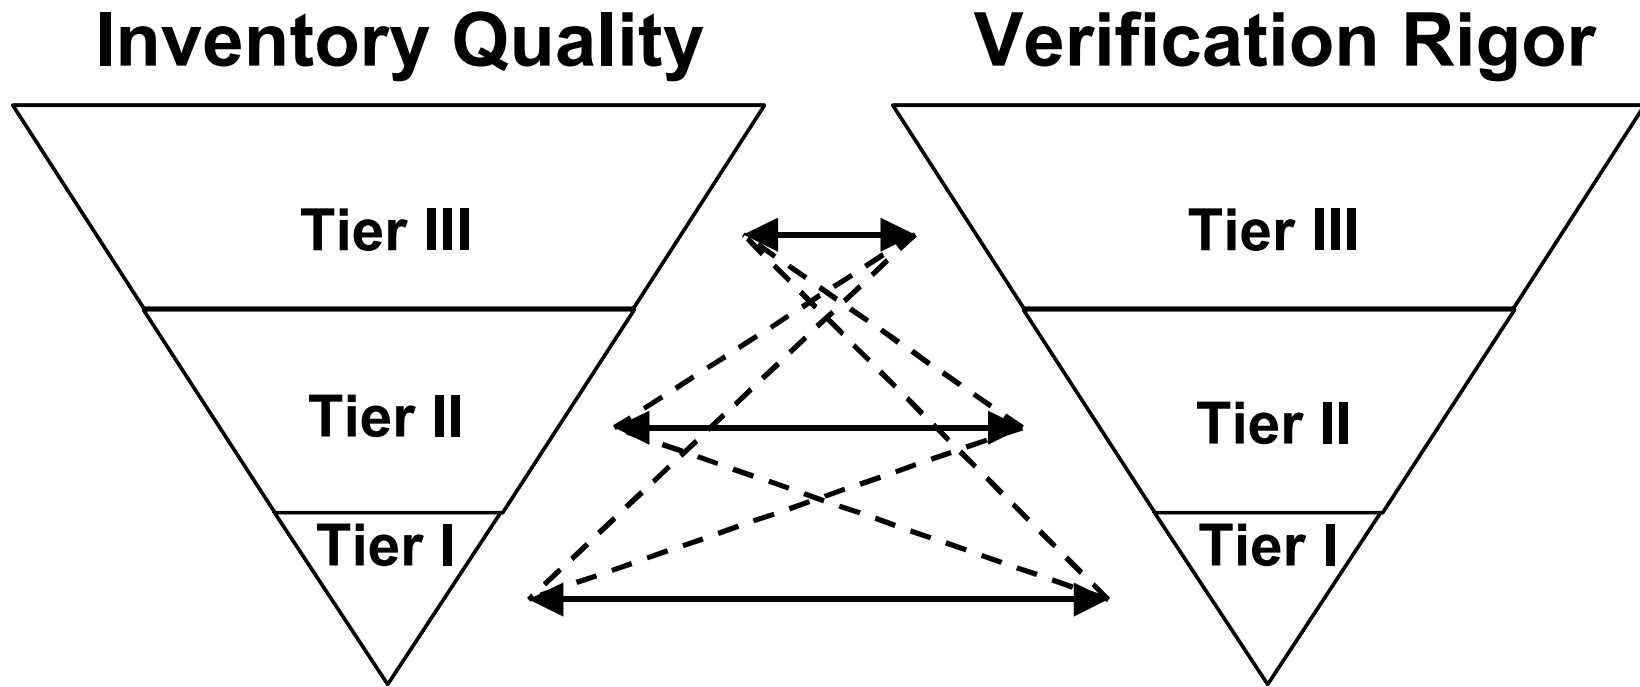 Inventory Quality
Verification Rigor
Tier III
Tier III
Tier II
Tier II
Tier I
Tier I